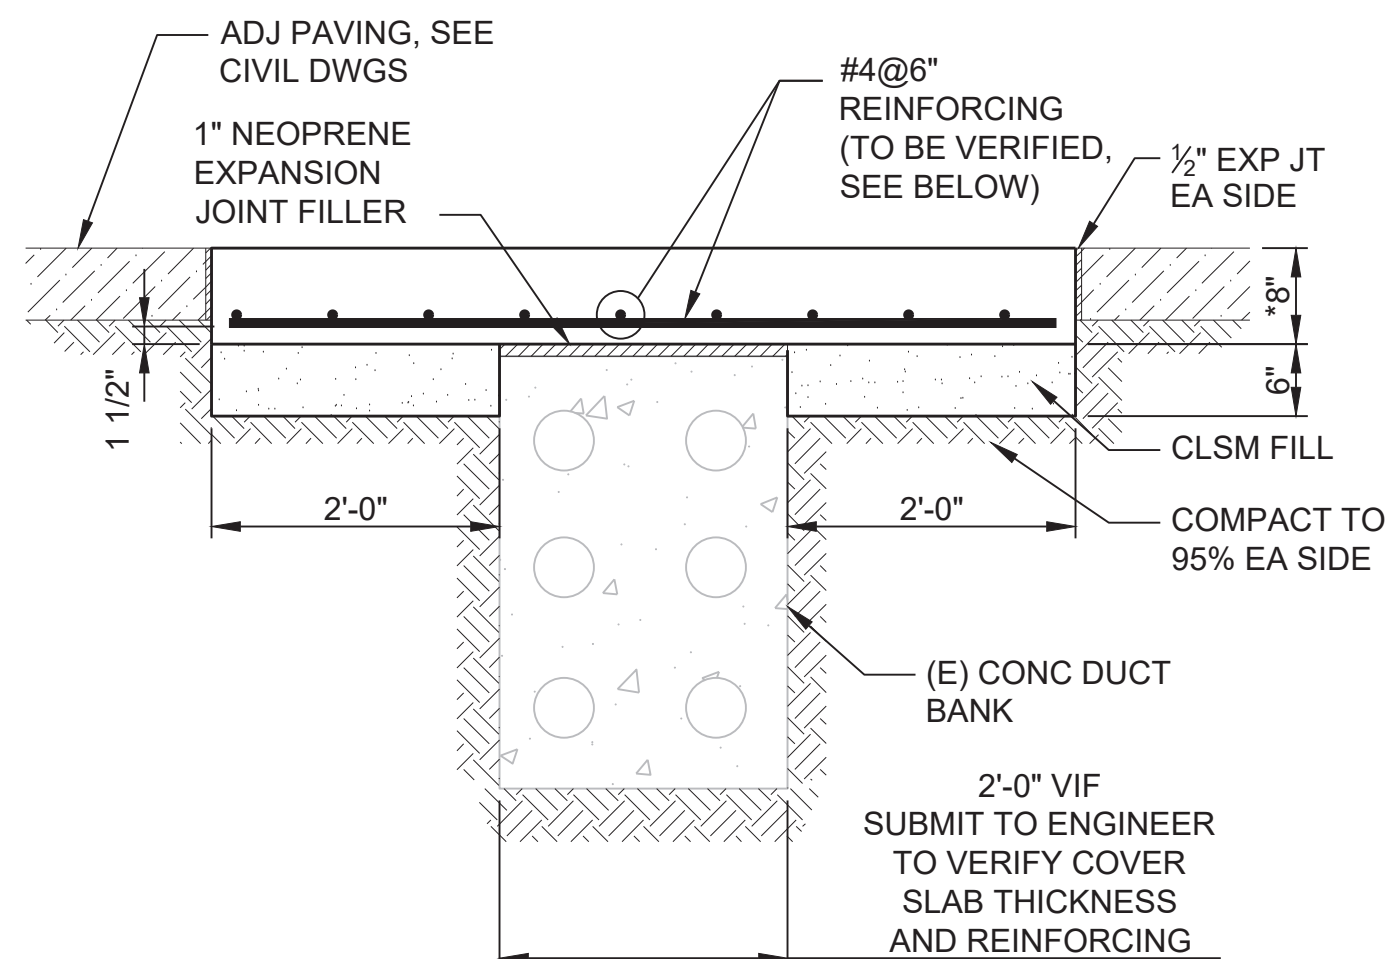 ADJ PAVING, SEE
CIVIL DWGS
1" NEOPRENE
EXPANSION
JOINT FILLER
#4@6"
REINFORCING
(TO BE VERIFIED,
SEE BELOW)
½" EXP JT
EA SIDE
*8"
6"
1 1/2"
2'-0"
2'-0"
CLSM FILL
COMPACT TO
95% EA SIDE
(E) CONC DUCT
BANK
2'-0" VIF
SUBMIT TO ENGINEER
TO VERIFY COVER
SLAB THICKNESS
AND REINFORCING